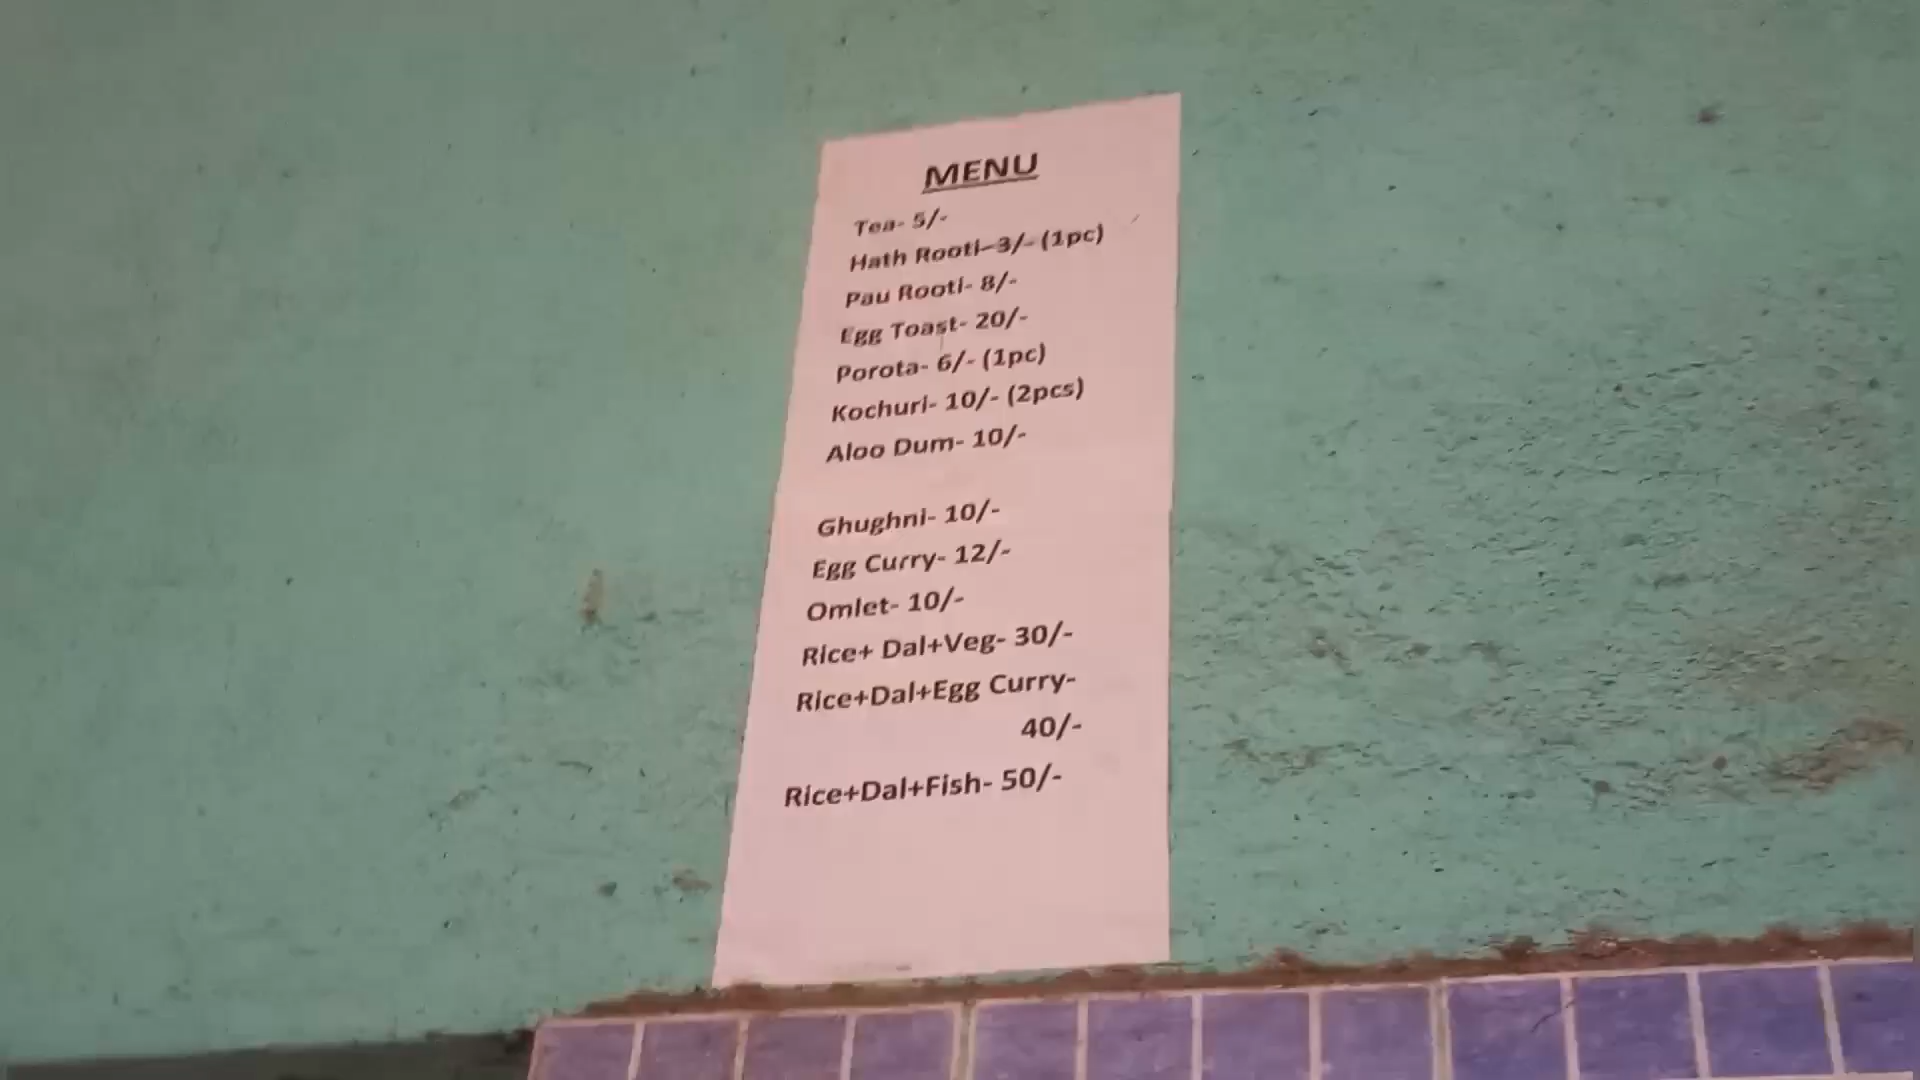 MENU
Tea- 5/-
Hath Rooti-3/- (1pc)
Pau Rooti- 8/-
Egg Toast- 20/-
Porota- 6/- (1pc)
Kochuri- 10/- (2pcs)
Aloo Dum- 10/-
Ghughni- 10/-
Egg Curry- 12/-
Omlet- 10/-
Rice+ Dal+Veg- 30/-
Rice+Dal+Egg Curry-
40/-
Rice+Dal+Fish- 50/-